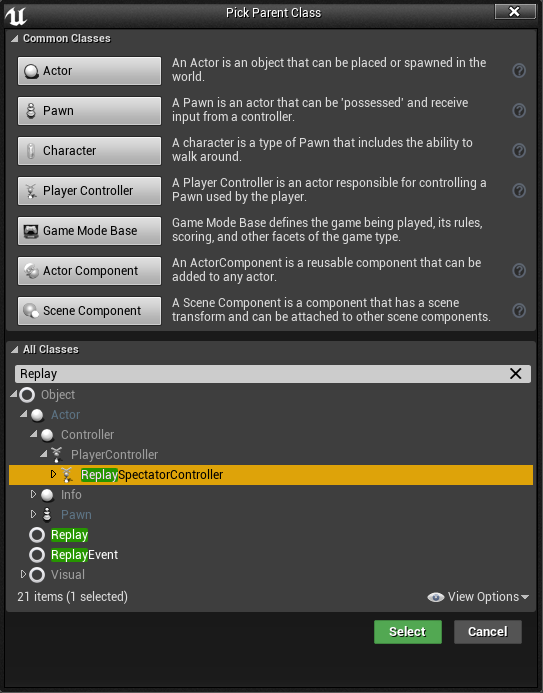 Pick Parent Class
Common Classes
Actor
An Actor is an object that can be placed or spawned in the
world.
Pawn
A Pawn is an actor that can be 'possessed' and receive
input from a controller.
Character
A character is a type of Pawn that includes the ability to
walk around.
Player Controller
A Player Controller is an actor responsible for controlling a
Pawn used by the player.
Game Mode Base
Game Mode Base defines the game being played, its rules,
scoring, and other facets of the game type.
Actor Component
An ActorComponent is a reusable component that can be
added to any actor.
Scene Component
A Scene Component is a component that has a scene
transform and can be attached to other scene components.
All Classes
Replay
Object
Actor
Controller
PlayerController
ReplaySpectatorController
Info
Pawn
Replay
ReplayEvent
Visual
21 items (1 selected)
View Options
Select
Cancel